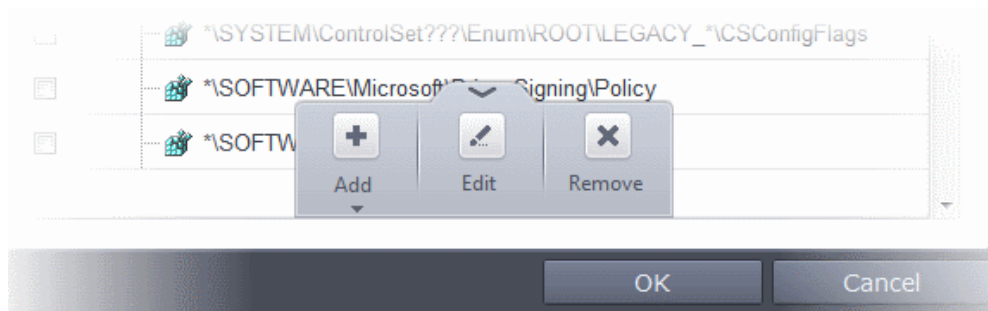 *\SYSTEM\ControlSet???\Enum\ROOT\LEGACY_*\CSConfigFlags
*\SOFTWARE\Microsoft\ Signing\Policy
*\SOFTW
Add Edit Remove
OK Cancel